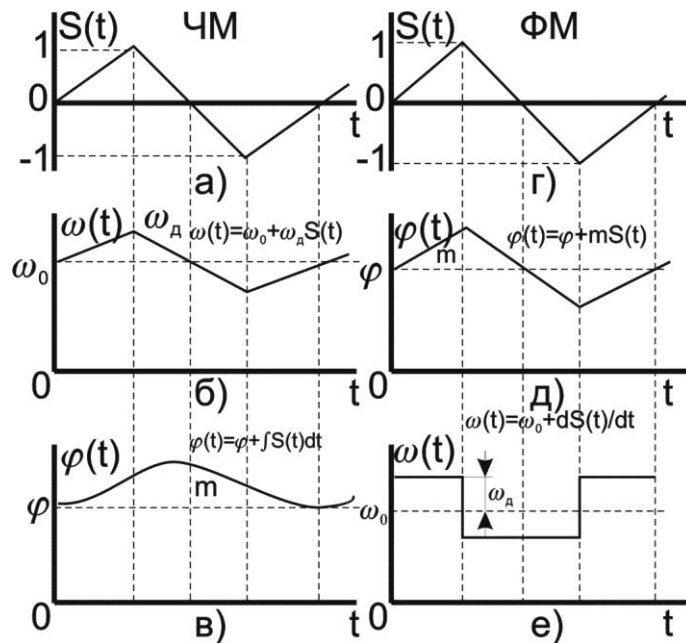 ЧМ
S(t)
1
0
-1
t
а)
ФМ
S(t)
1
0
-1
t
г)
ω(t)
ω_д
ω(t)=ω₀+ω_дS(t)
ω₀
0
t
б)
φ(t)
m
φ(t)=φ+mS(t)
φ
0
t
д)
φ(t)
φ(t)=φ+∫S(t)dt
m
φ
0
t
в)
ω(t)=ω₀+dS(t)/dt
ω(t)
ω_д
ω₀
0
t
е)